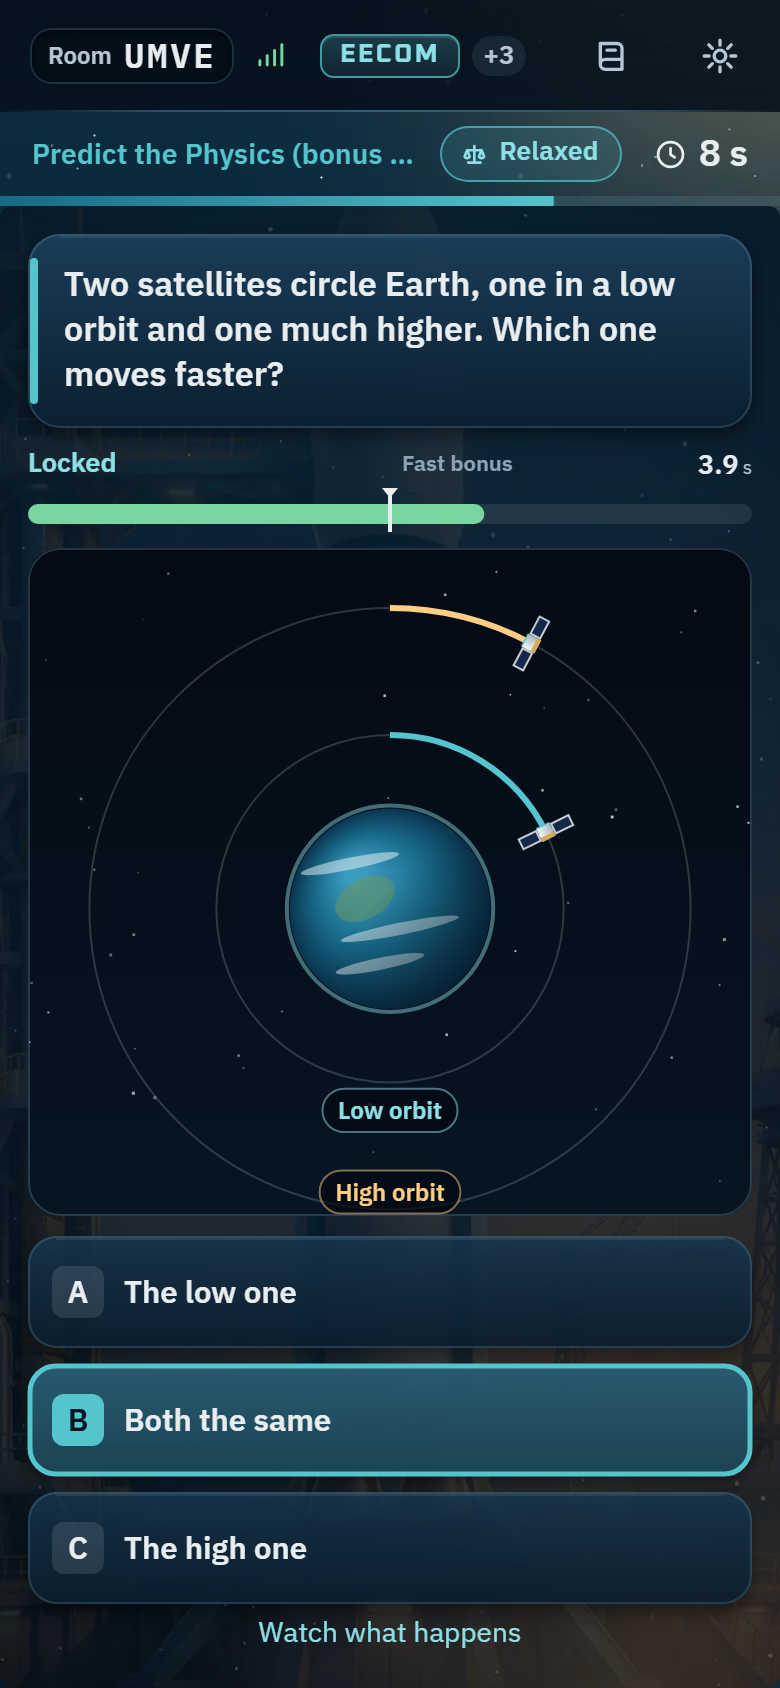 Room UMVE
EECOM
+3
Predict the Physics (bonus ...
Relaxed
8 s
Two satellites circle Earth, one in a low
orbit and one much higher. Which one
moves faster?
Locked
Fast bonus
3.9 s
Low orbit
High orbit
A The low one
B Both the same
C The high one
Watch what happens